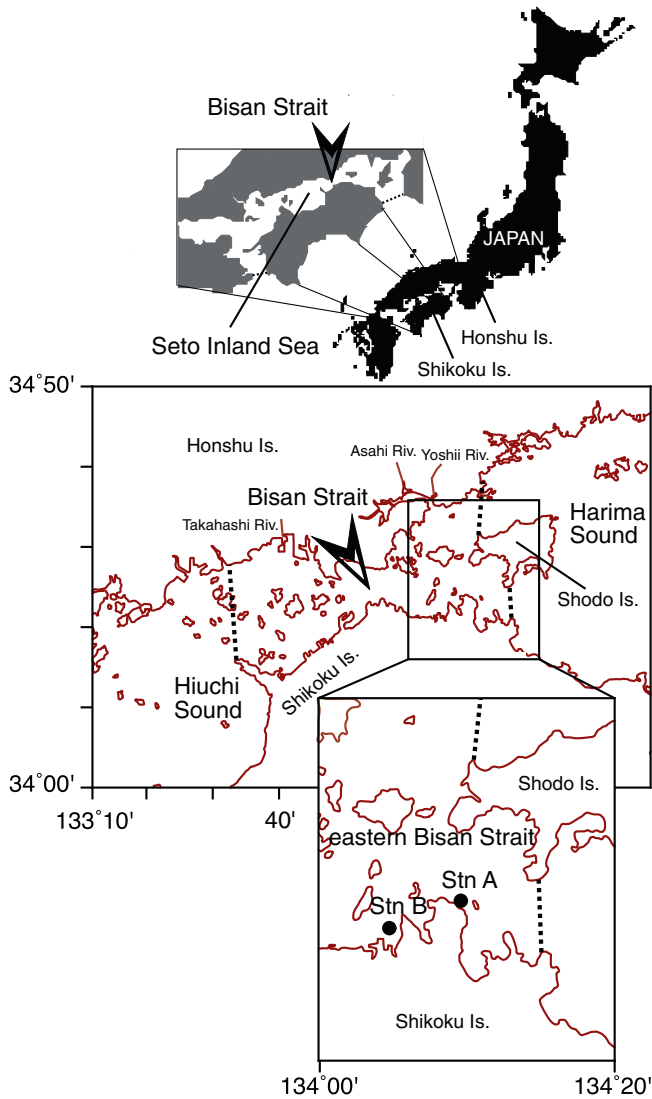 Bisan Strait
JAPAN
Seto Inland Sea
Honshu Is.
Shikoku Is.
34˚50'
Honshu Is.
Asahi Riv.
Yoshii Riv.
Bisan Strait
Takahashi Riv.
Harima
Sound
Shodo Is.
Shikoku Is.
Hiuchi
Sound
34˚00'
133˚10'
40'
Shodo Is.
eastern Bisan Strait
Stn A
Stn B
Shikoku Is.
134˚00'
134˚20'